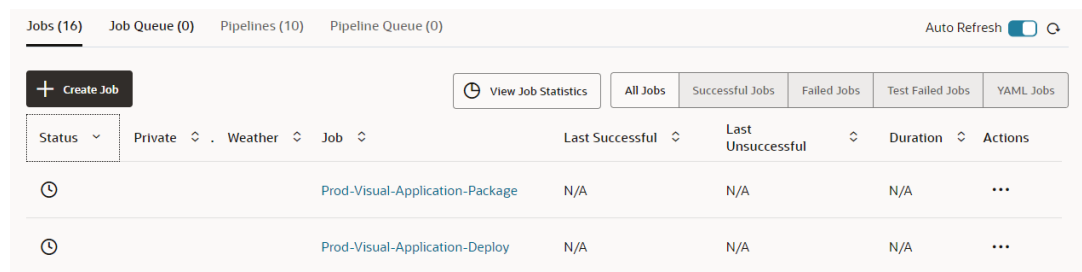 Jobs (16) Job Queue (0) Pipelines (10) Pipeline Queue (0) Auto Refresh
Create Job View Job Statistics All Jobs Successful Jobs Failed Jobs Test Failed Jobs YAML Jobs
Status Private . Weather Job Last Successful Last Unsuccessful Duration Actions
Prod-Visual-Application-Package N/A N/A N/A ...
Prod-Visual-Application-Deploy N/A N/A N/A ...